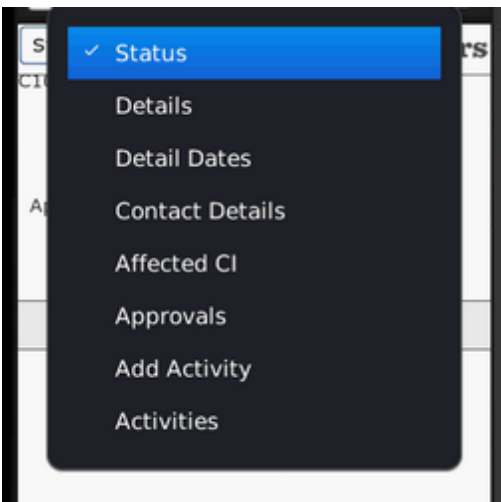 Status
Details
Detail Dates
Contact Details
Affected CI
Approvals
Add Activity
Activities